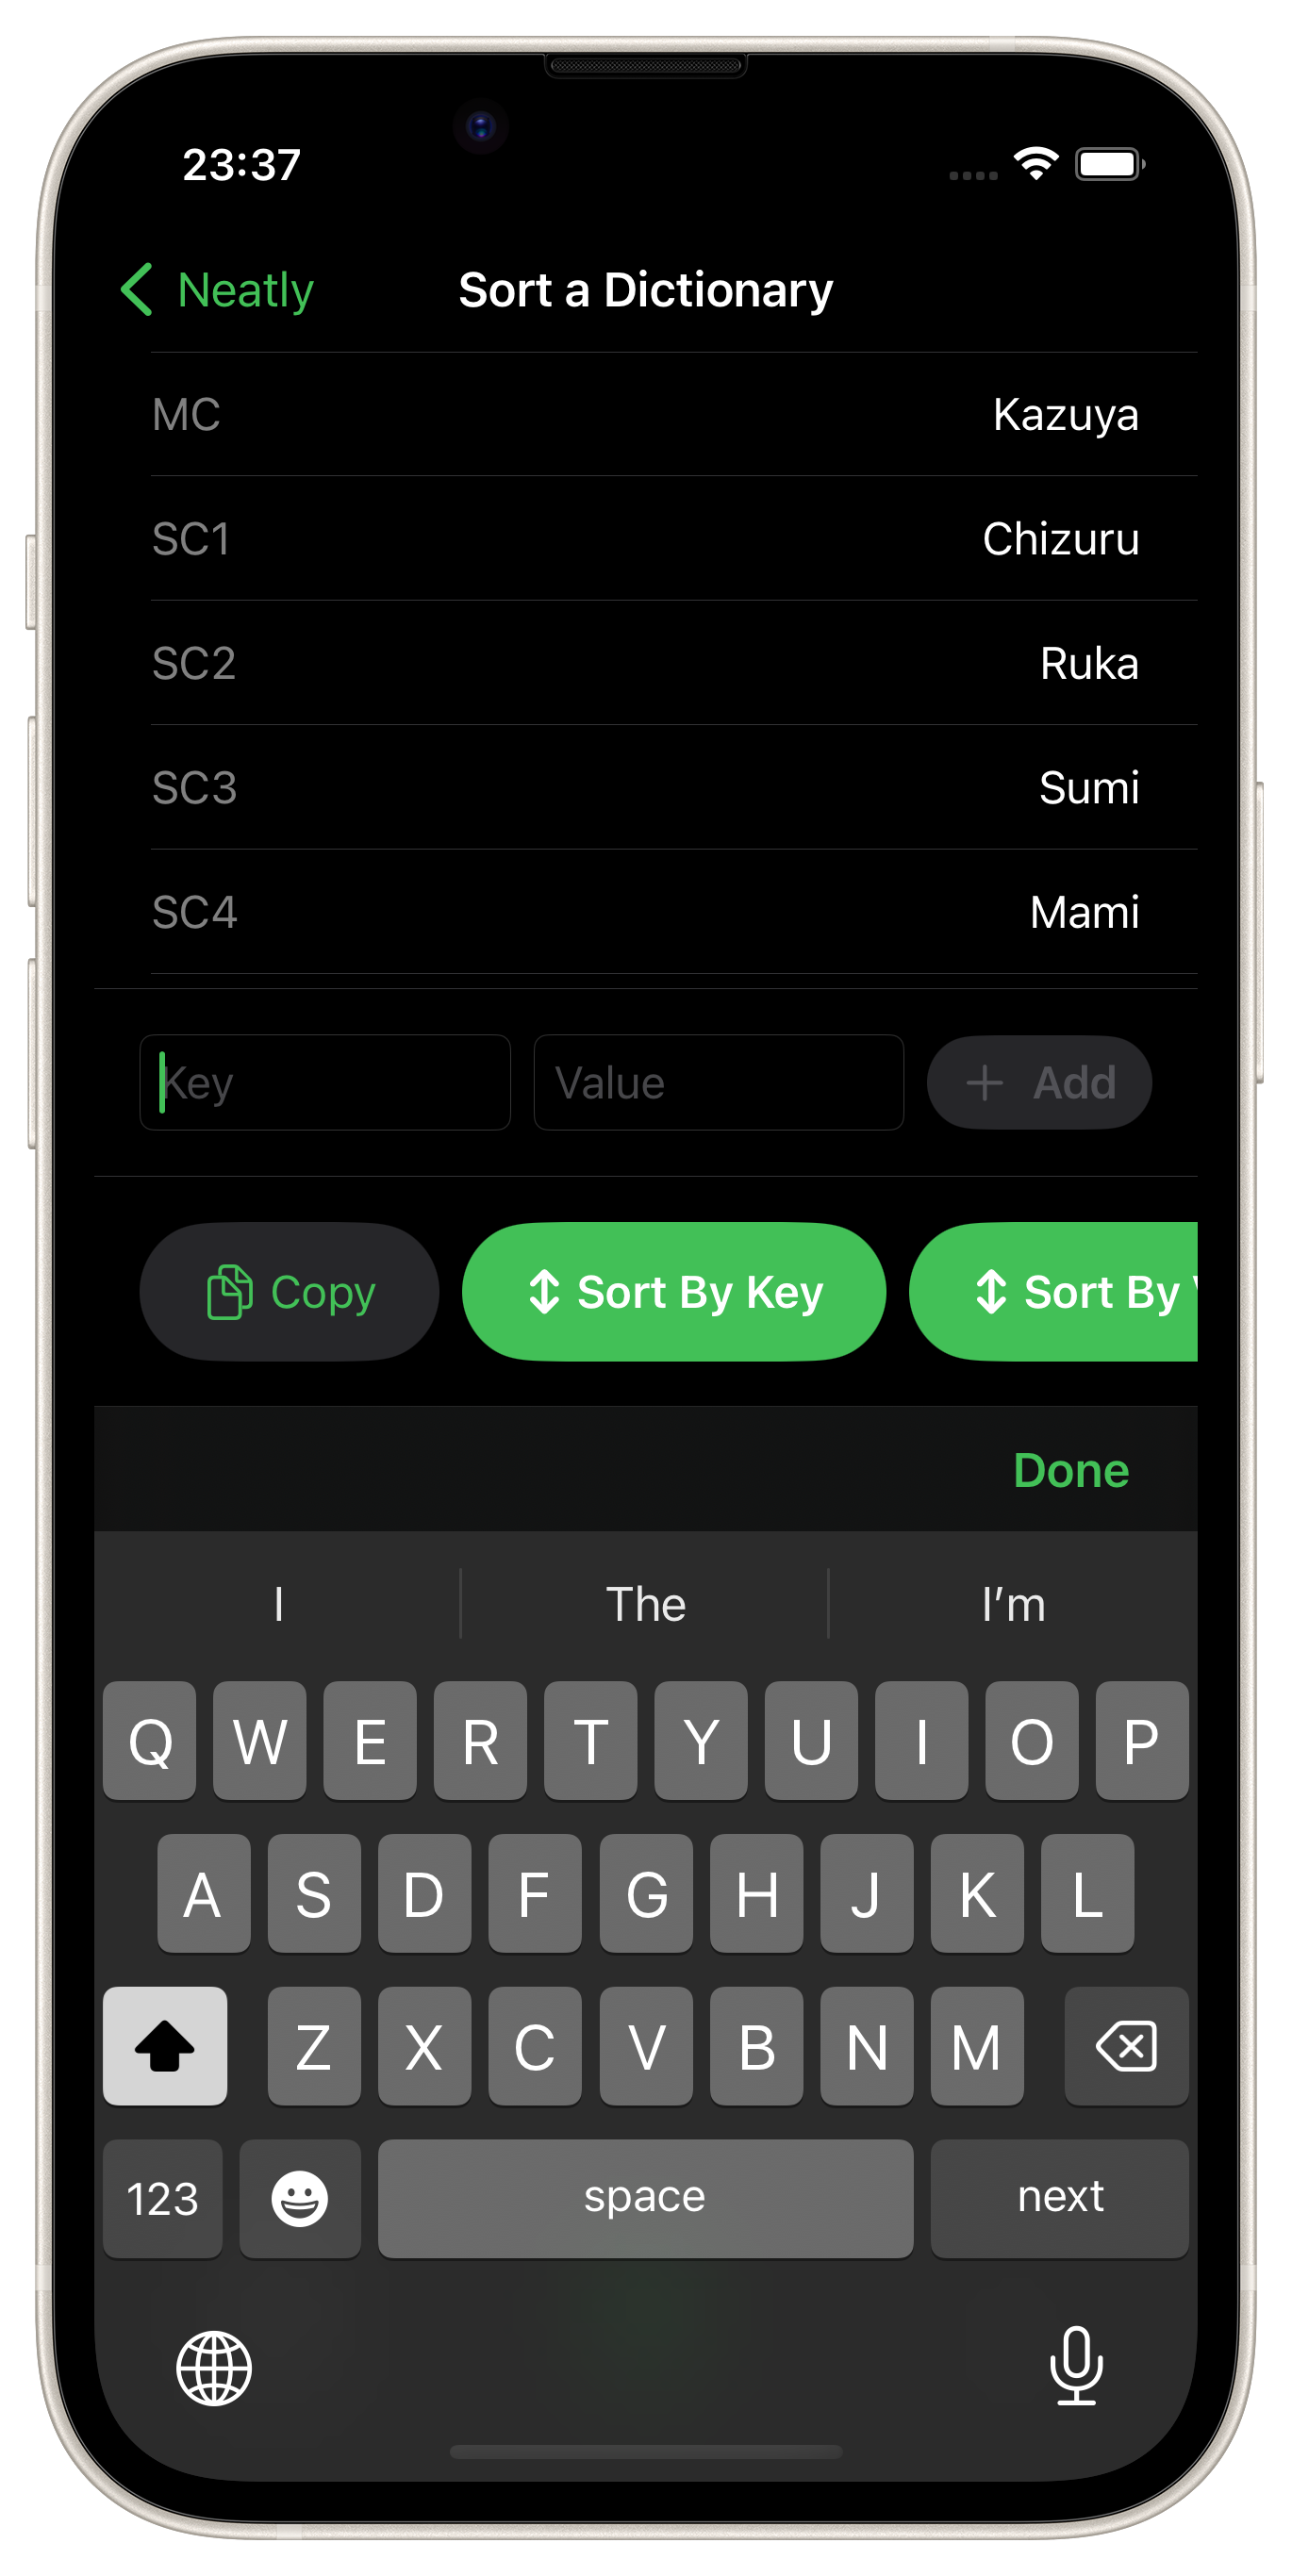 23:37
Neatly Sort a Dictionary
MC Kazuya
SC1 Chizuru
SC2 Ruka
SC3 Sumi
SC4 Mami
Key Value + Add
Copy Sort By Key Sort By
Done
I The I'm
Q W E R T Y U I O P
A S D F G H J K L
Z X C V B N M
123 space next